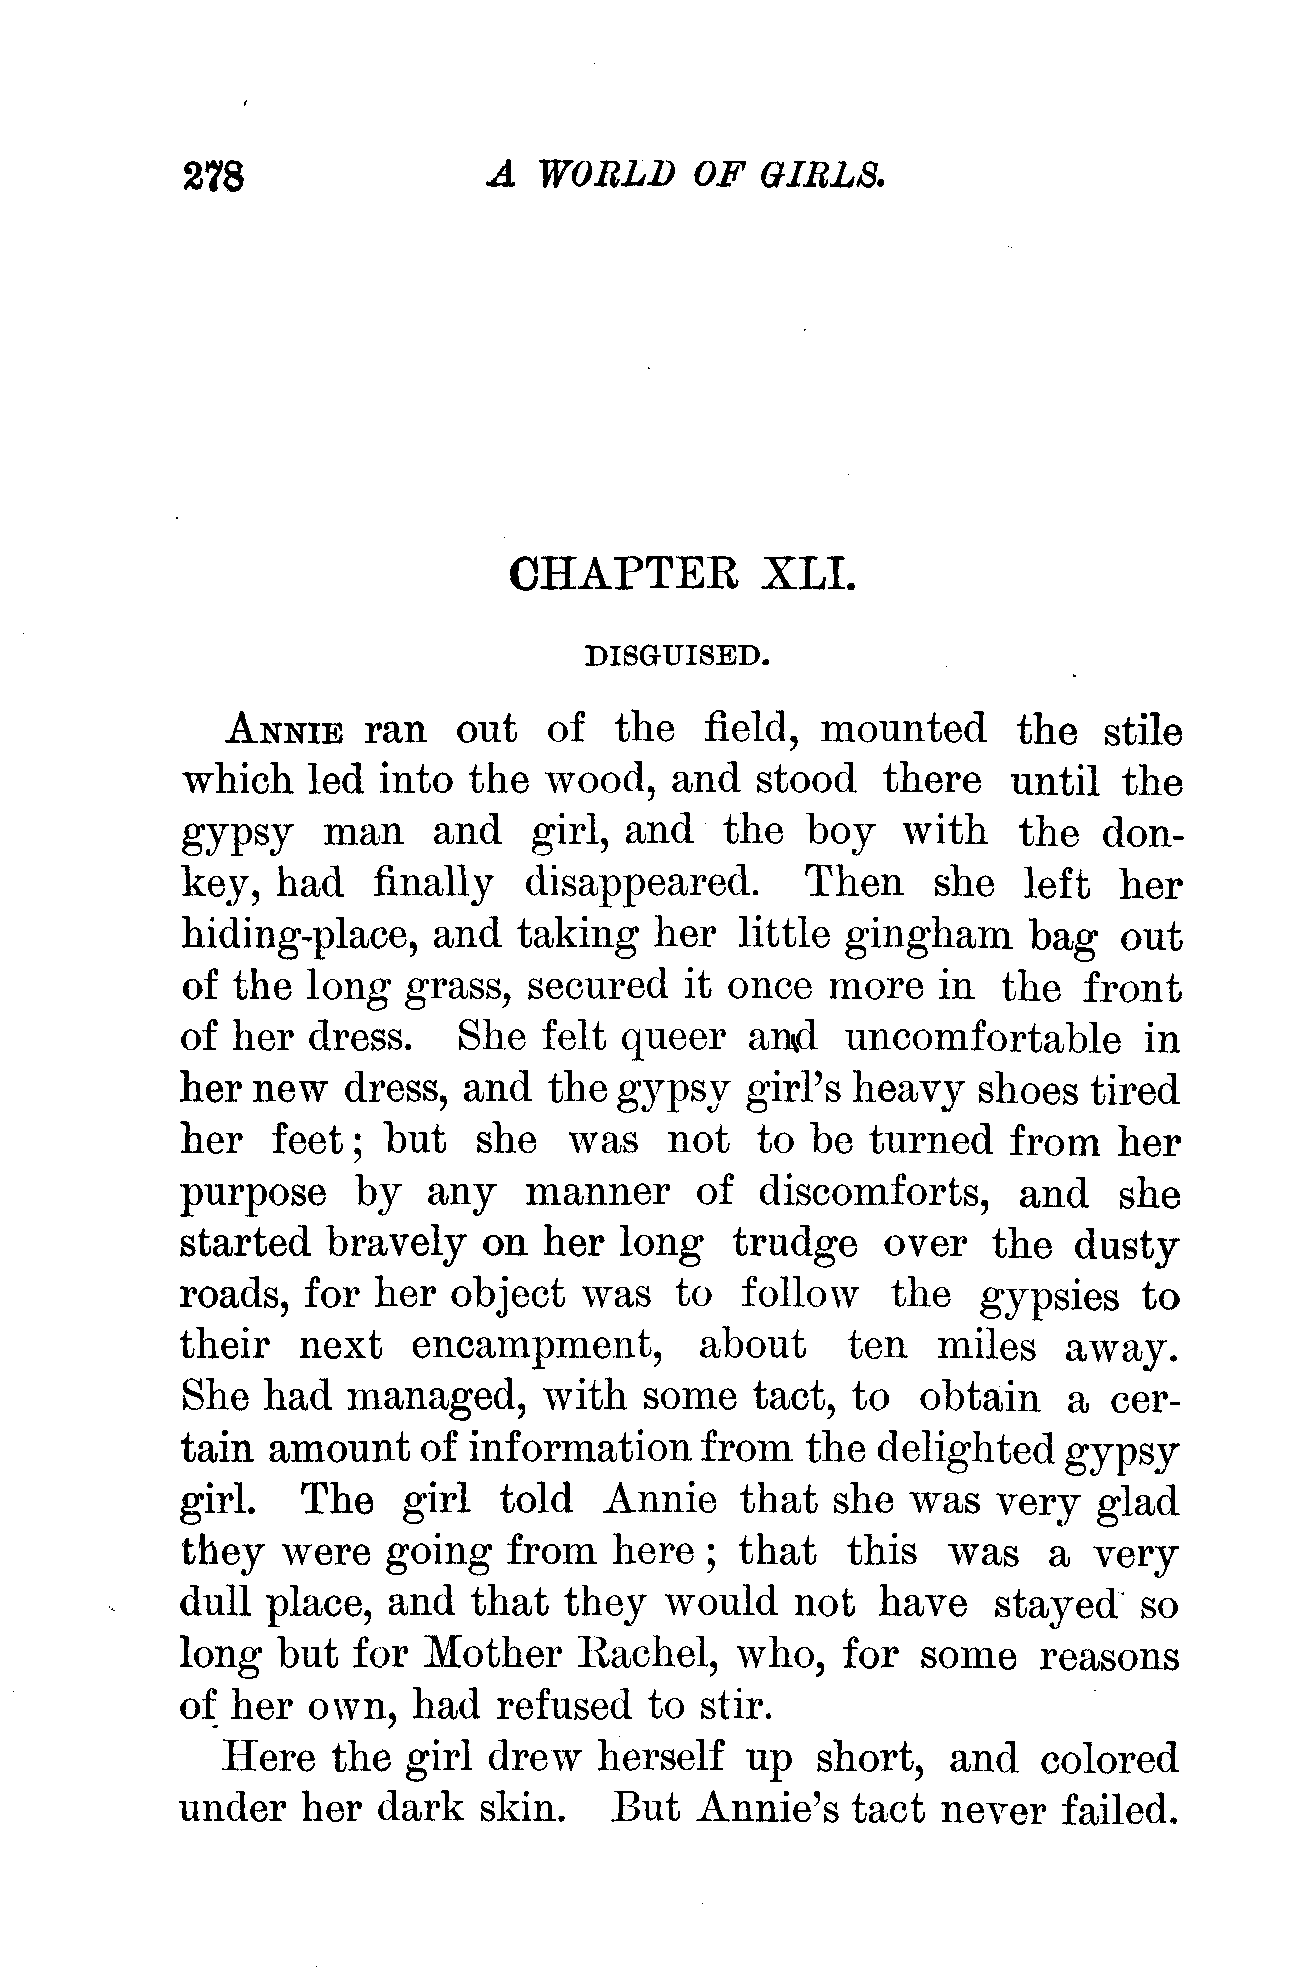 278 A WORLD OF GIRLS.
CHAPTER XLI.
DISGUISED.
ANNIE ran out of the field, mounted the stile
which led into the wood, and stood there until the
gypsy man and girl, and the boy with the don-
key, had finally disappeared. Then she left her
hiding-place, and taking her little gingham bag out
of the long grass, secured it once more in the front
of her dress. She felt queer and uncomfortable in
her new dress, and the gypsy girl's heavy shoes tired
her feet; but she was not to be turned from her
purpose by any manner of discomforts, and she
started bravely on her long trudge over the dusty
roads, for her object was to follow the gypsies to
their next encampment, about ten miles away.
She had managed, with some tact, to obtain a cer-
tain amount of information from the delighted gypsy
girl. The girl told Annie that she was very glad
they were going from here; that this was a very
dull place, and that they would not have stayed so
long but for Mother Rachel, who, for some reasons
of her own, had refused to stir.
Here the girl drew herself up short, and colored
under her dark skin. But Annie's tact never failed.